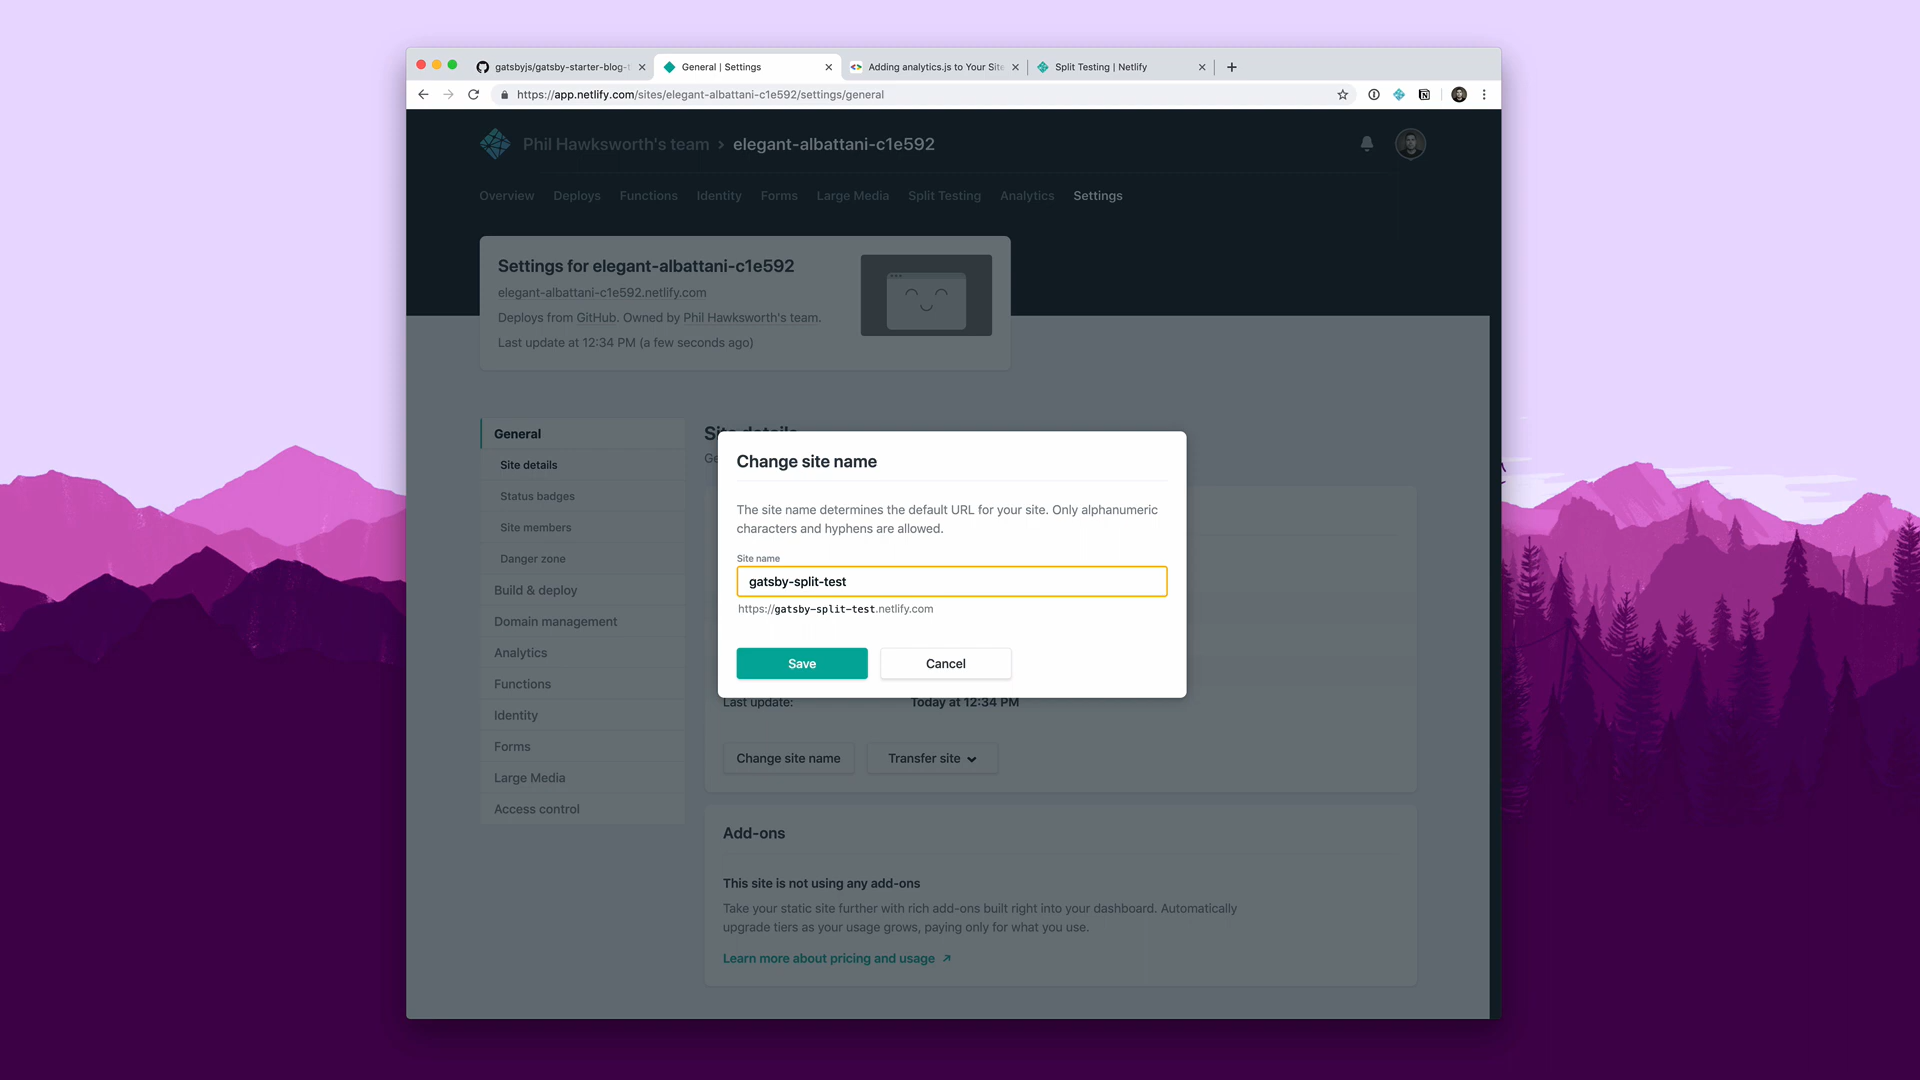 gatsbyjs/gatsby-starter-blog-t
General | Settings
Adding analytics.js to Your Site
Split Testing | Netlify
https://app.netlify.com/sites/elegant-albattani-c1e592/settings/general
Phil Hawksworth's team › elegant-albattani-c1e592
Overview Deploys Functions Identity Forms Large Media Split Testing Analytics Settings
Settings for elegant-albattani-c1e592
elegant-albattani-c1e592.netlify.com
Deploys from GitHub. Owned by Phil Hawksworth's team.
Last update at 12:34 PM (a few seconds ago)
General
Site details
Status badges
Site members
Danger zone
Build & deploy
Domain management
Analytics
Functions
Identity
Forms
Large Media
Access control
Site details
Change site name
The site name determines the default URL for your site. Only alphanumeric
characters and hyphens are allowed.
Site name
gatsby-split-test
https://gatsby-split-test.netlify.com
Save Cancel
Last update: Today at 12:34 PM
Change site name Transfer site
Add-ons
This site is not using any add-ons
Take your static site further with rich add-ons built right into your dashboard. Automatically
upgrade tiers as your usage grows, paying only for what you use.
Learn more about pricing and usage